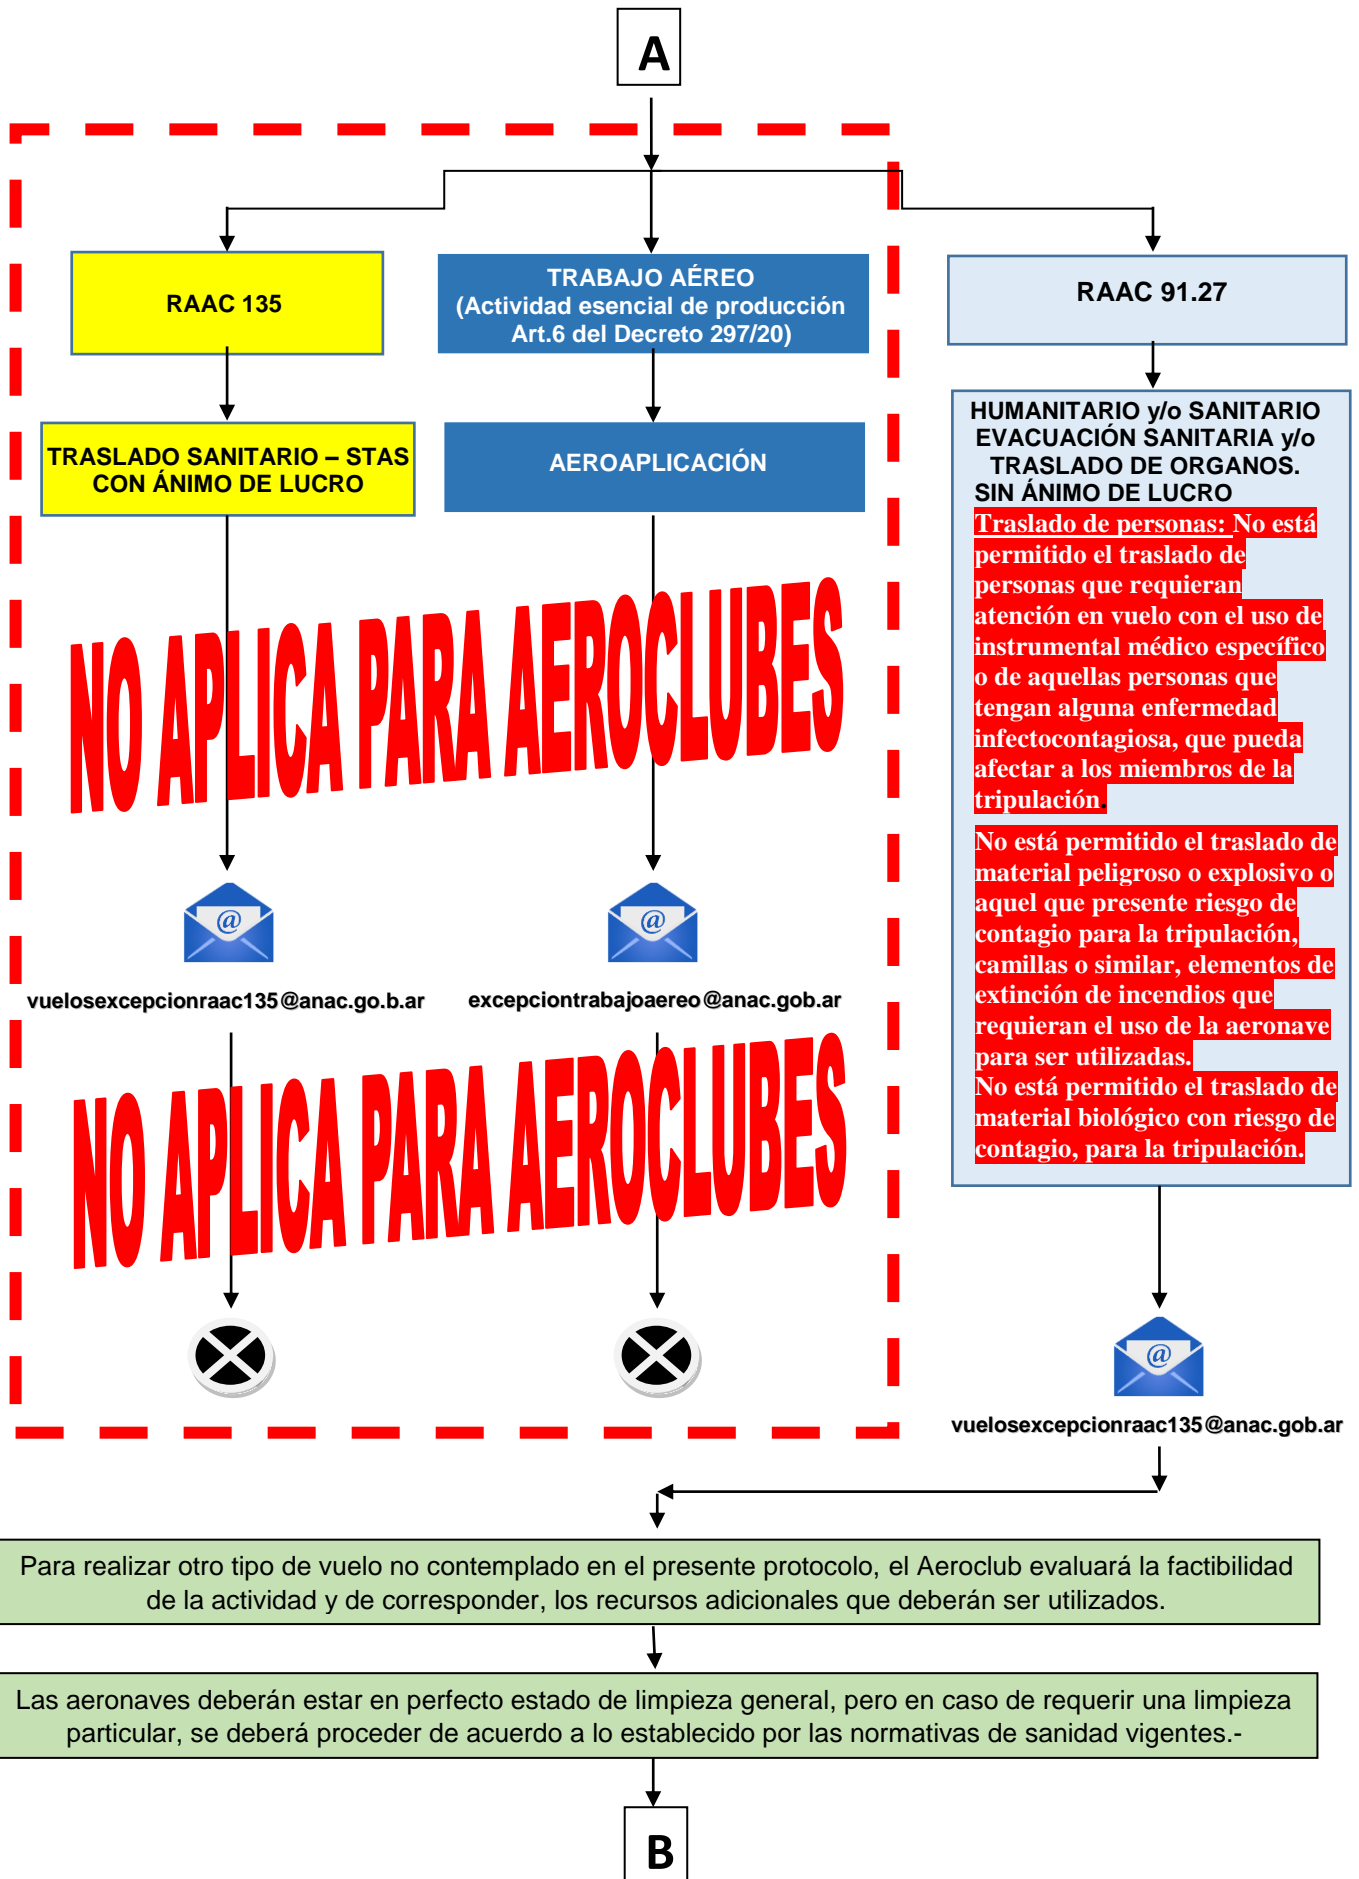 A
RAAC 135
TRASLADO SANITARIO – STAS
CON ÁNIMO DE LUCRO
TRABAJO AÉREO
(Actividad esencial de producción
Art.6 del Decreto 297/20)
AEROAPLICACIÓN
NO APLICA PARA AEROCLUBES
@
@
vuelosexcepcionraac135@anac.go.b.ar
excepciontrabajoaereo@anac.gob.ar
NO APLICA PARA AEROCLUBES
RAAC 91.27
HUMANITARIO y/o SANITARIO
EVACUACIÓN SANITARIA y/o
TRASLADO DE ORGANOS.
SIN ÁNIMO DE LUCRO
Traslado de personas: No está
permitido el traslado de
personas que requieran
atención en vuelo con el uso de
instrumental médico específico
o de aquellas personas que
tengan alguna enfermedad
infectocontagiosa, que pueda
afectar a los miembros de la
tripulación.
No está permitido el traslado de
material peligroso o explosivo o
aquel que presente riesgo de
contagio para la tripulación,
camillas o similar, elementos de
extinción de incendios que
requieran el uso de la aeronave
para ser utilizadas.
No está permitido el traslado de
material biológico con riesgo de
contagio, para la tripulación.
@
vuelosexcepcionraac135@anac.gob.ar
Para realizar otro tipo de vuelo no contemplado en el presente protocolo, el Aeroclub evaluará la factibilidad
de la actividad y de corresponder, los recursos adicionales que deberán ser utilizados.
Las aeronaves deberán estar en perfecto estado de limpieza general, pero en caso de requerir una limpieza
particular, se deberá proceder de acuerdo a lo establecido por las normativas de sanidad vigentes.-
B